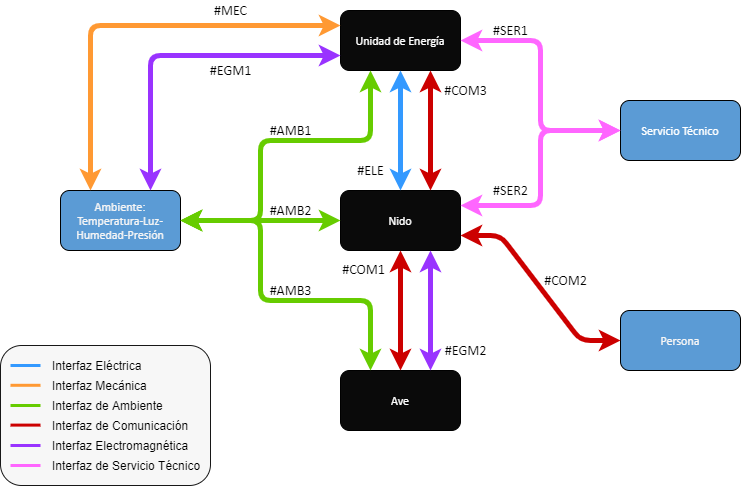 #MEC
Unidad de Energía
#SER1
#EGM1
#COM3
#AMB1
Servicio Técnico
#ELE
#SER2
Ambiente:
Temperatura-Luz-
Humedad-Presión
#AMB2
Nido
#COM1
#COM2
#AMB3
Persona
#EGM2
Ave
Interfaz Eléctrica
Interfaz Mecánica
Interfaz de Ambiente
Interfaz de Comunicación
Interfaz Electromagnética
Interfaz de Servicio Técnico